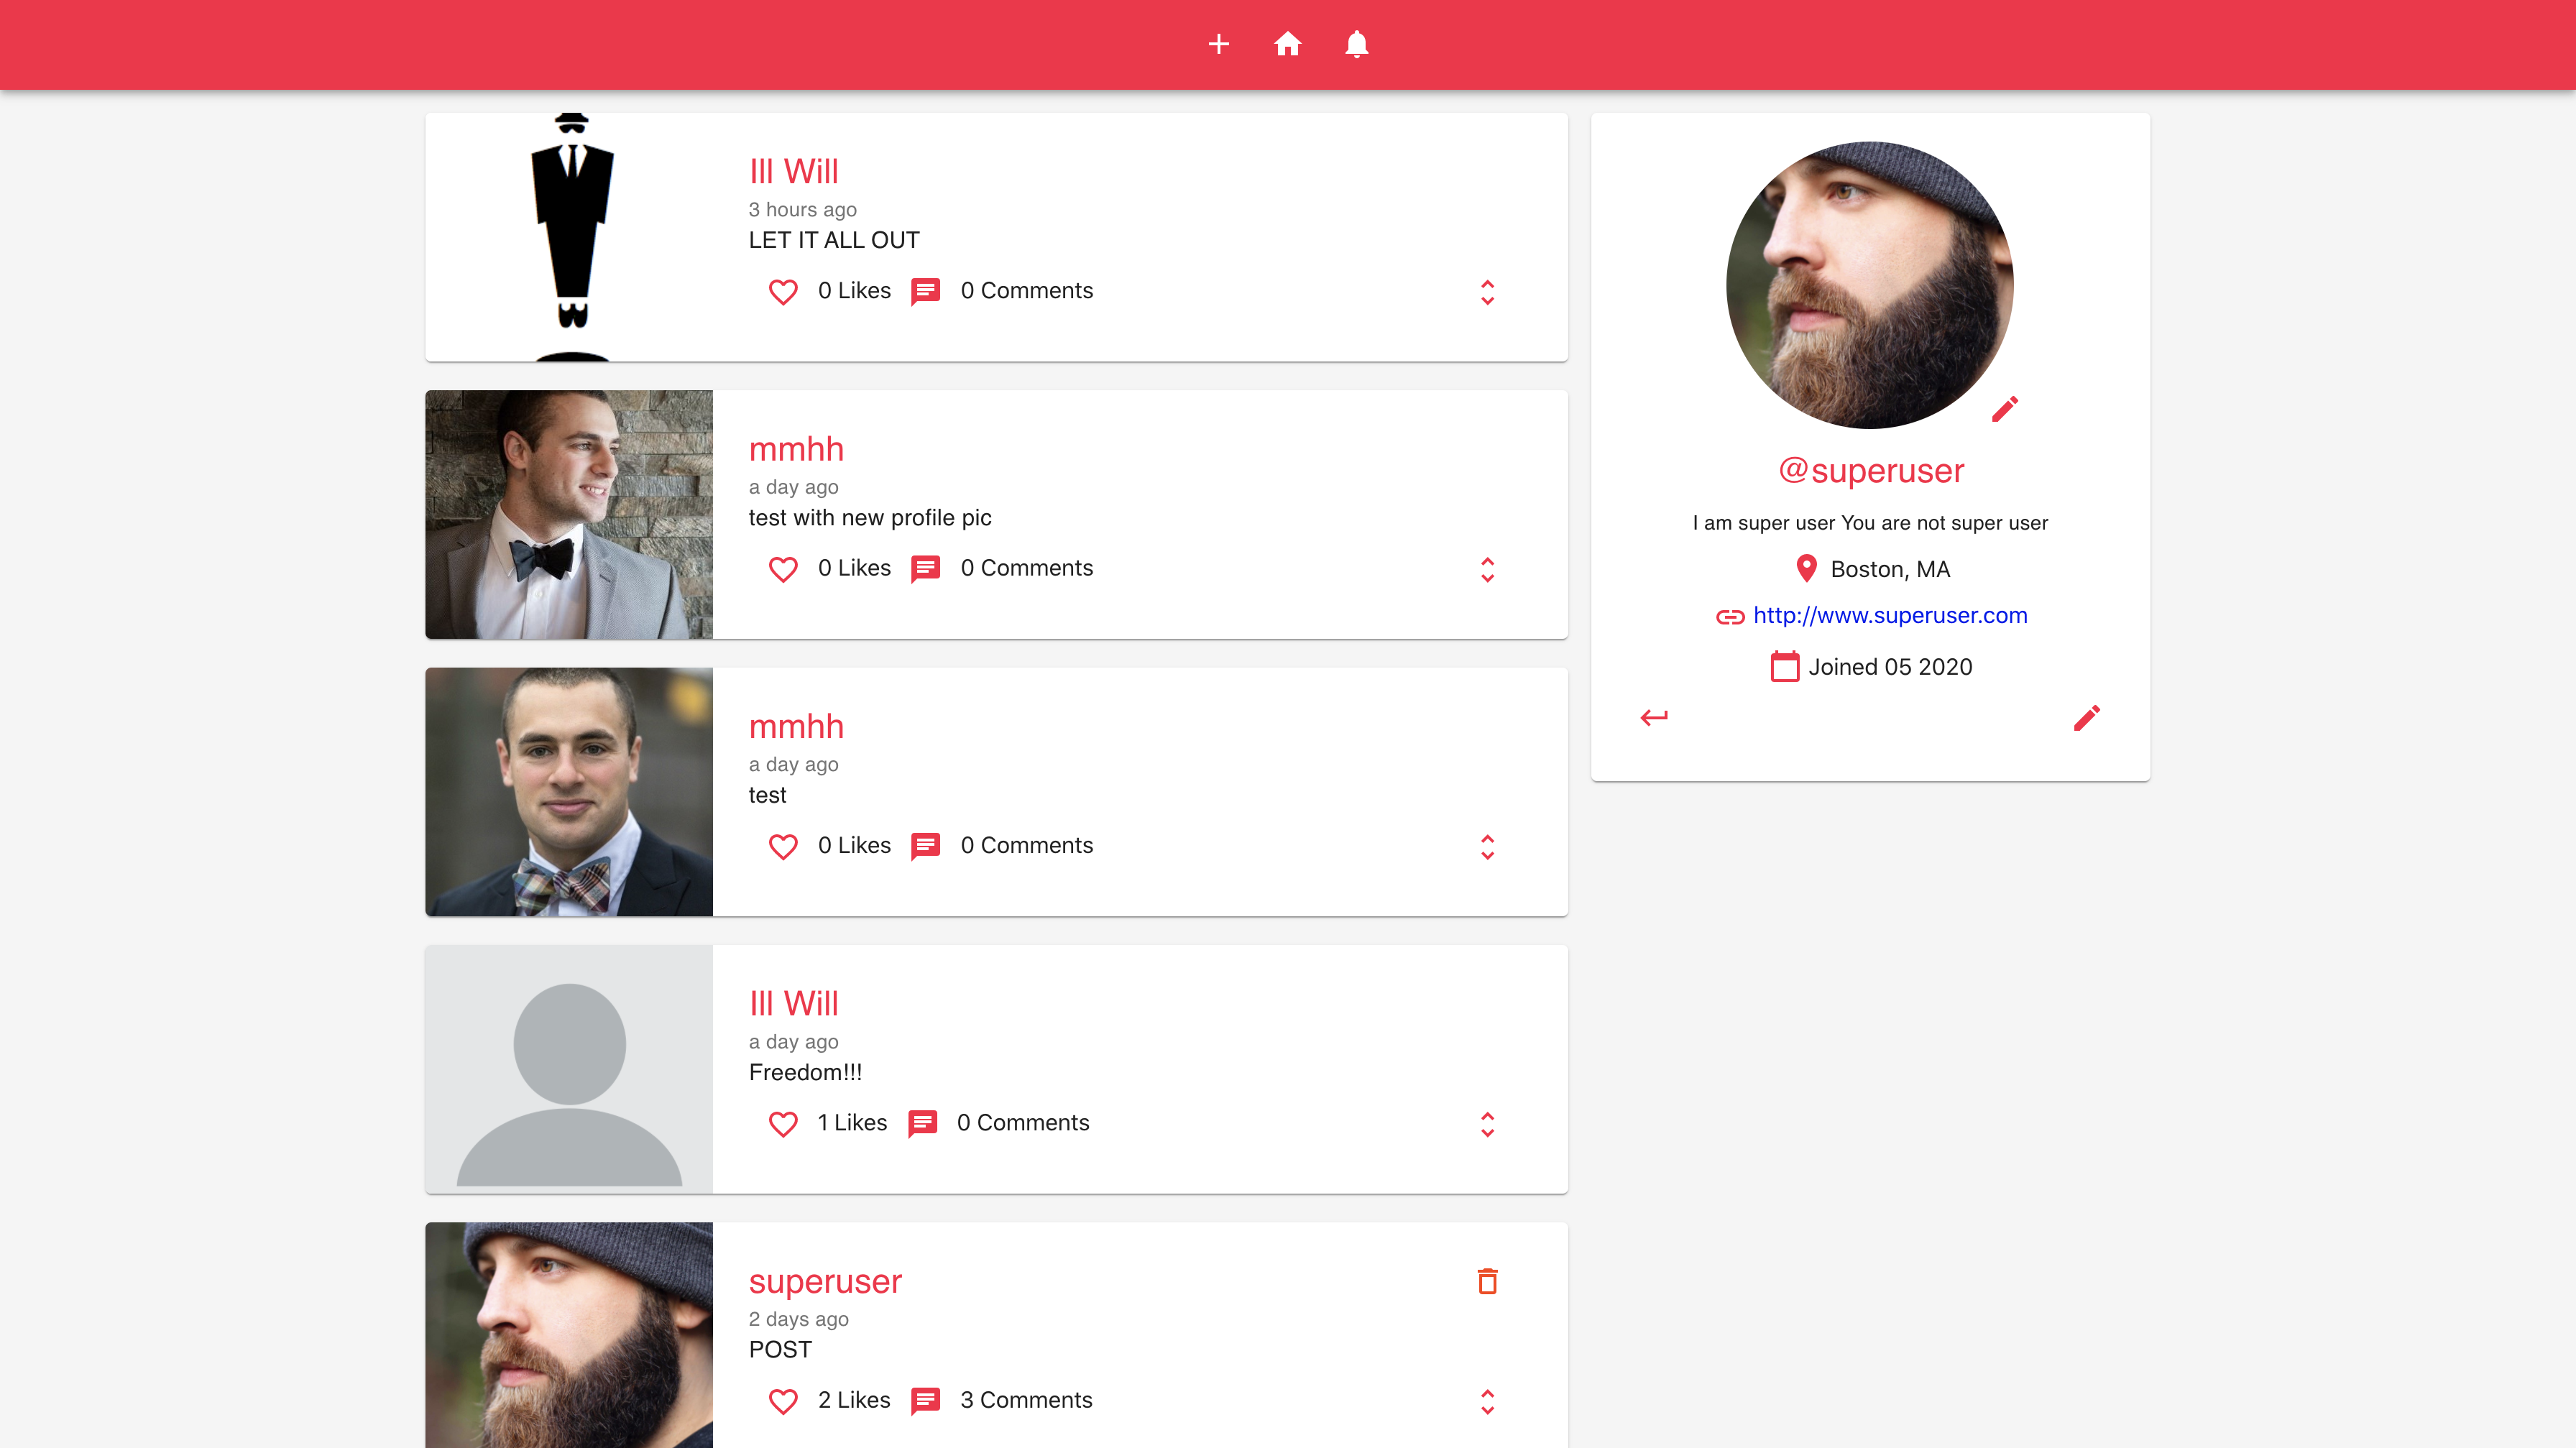 Ill Will
3 hours ago
LET IT ALL OUT
0 Likes 0 Comments
mmhh
a day ago
test with new profile pic
0 Likes 0 Comments
mmhh
a day ago
test
0 Likes 0 Comments
Ill Will
a day ago
Freedom!!!
1 Likes 0 Comments
superuser
2 days ago
POST
2 Likes 3 Comments
@superuser
I am super user You are not super user
Boston, MA
http://www.superuser.com
Joined 05 2020